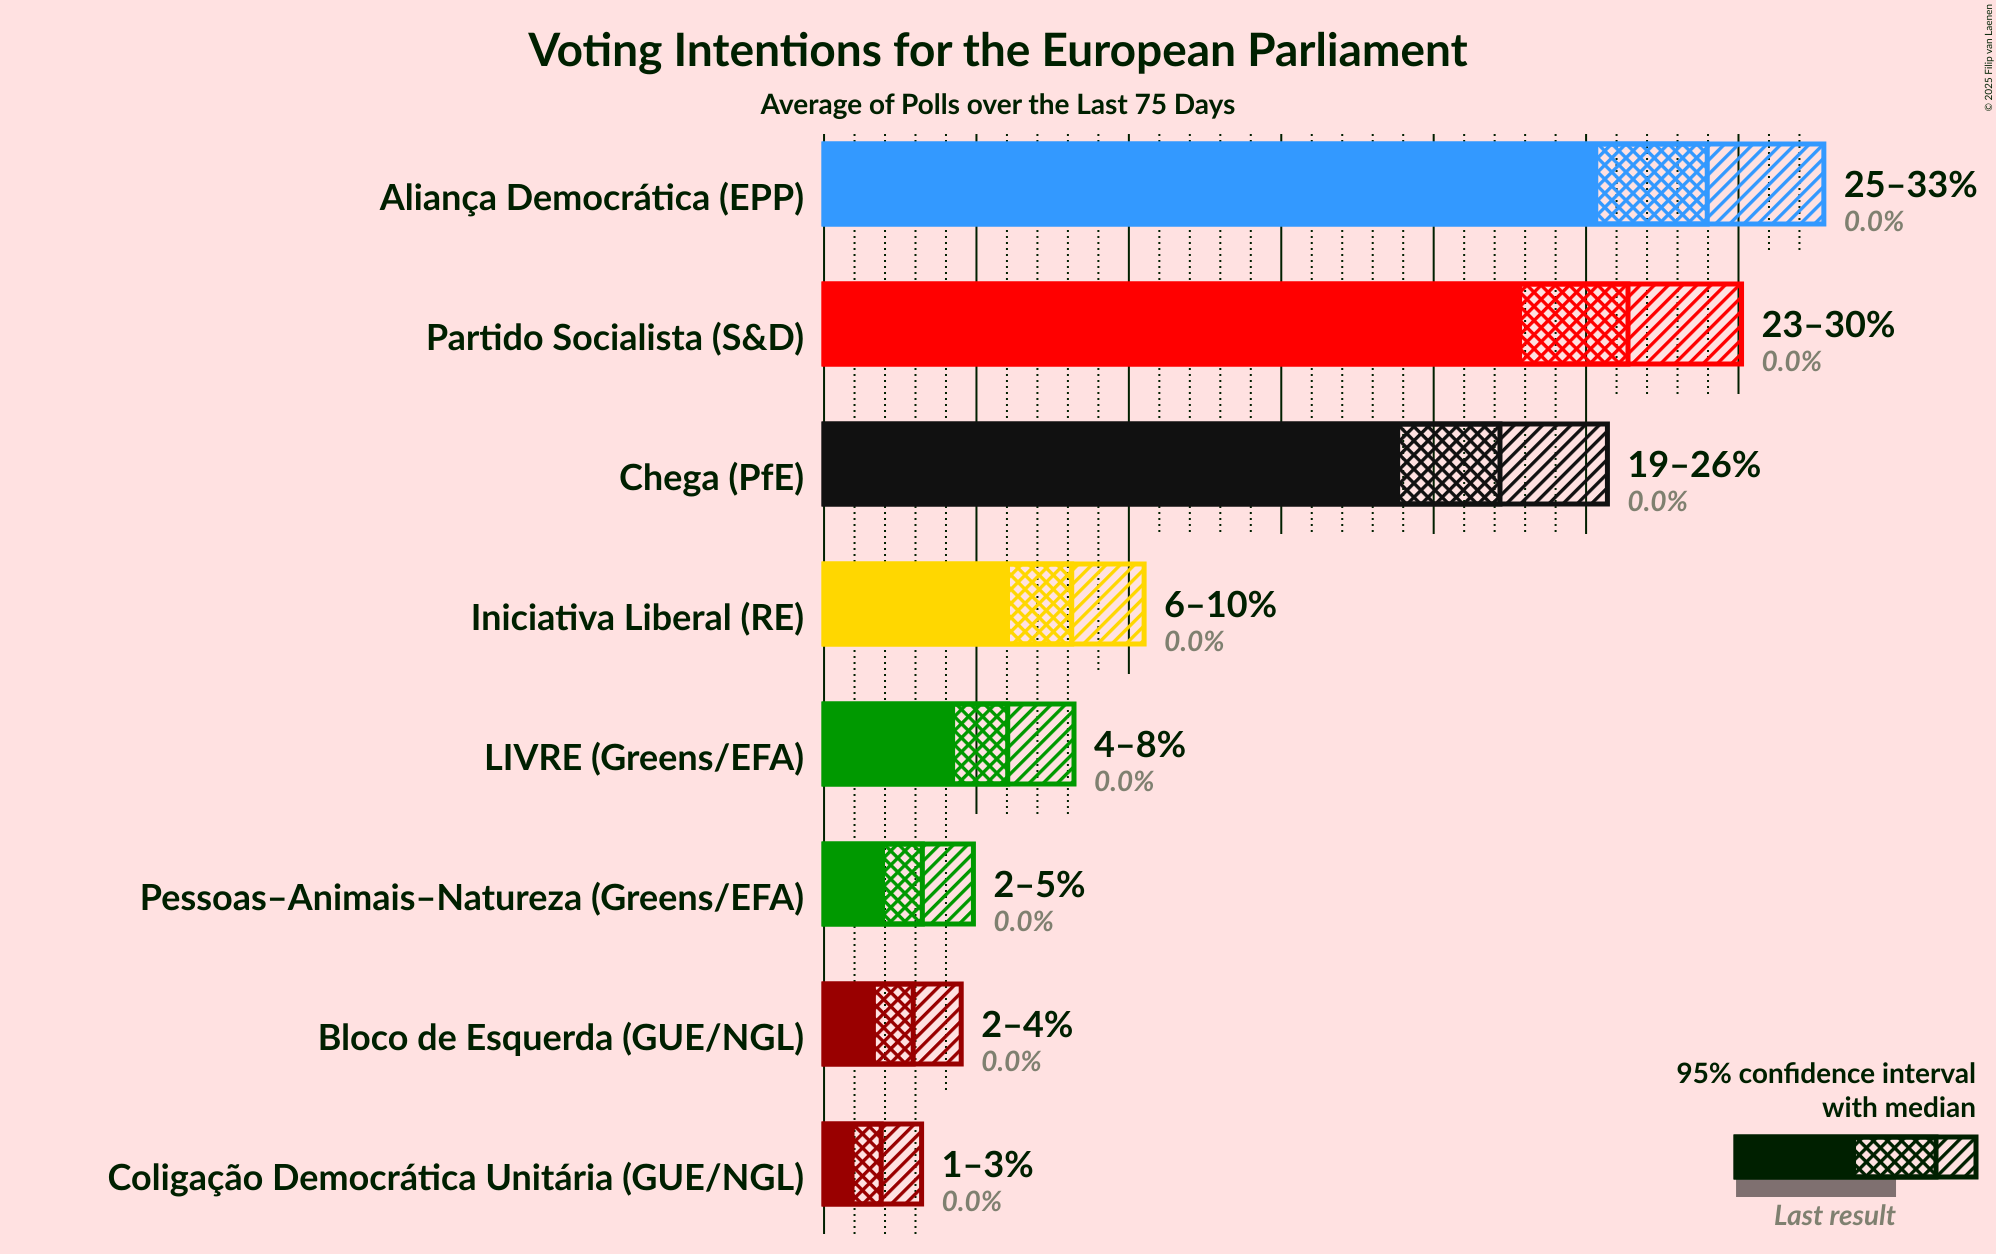 Voting Intentions for the European Parliament
Average of Polls over the Last 75 Days
© 2025 Filip van Laenen
Aliança Democrática (EPP)
25–33%
0.0%
Partido Socialista (S&D)
23–30%
0.0%
Chega (PfE)
19–26%
0.0%
Iniciativa Liberal (RE)
6–10%
0.0%
LIVRE (Greens/EFA)
4–8%
0.0%
Pessoas–Animais–Natureza (Greens/EFA)
2–5%
0.0%
Bloco de Esquerda (GUE/NGL)
2–4%
0.0%
Coligação Democrática Unitária (GUE/NGL)
1–3%
0.0%
95% confidence interval
with median
Last result